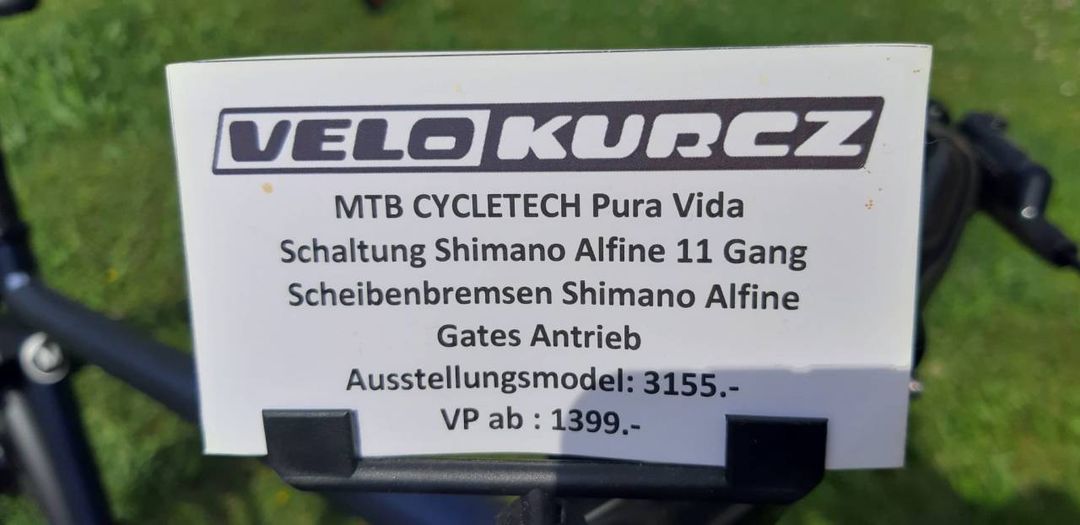 VELO KURCZ
MTB CYCLETECH Pura Vida
Schaltung Shimano Alfine 11 Gang
Scheibenbremsen Shimano Alfine
Gates Antrieb
Ausstellungsmodel: 3155.-
VP ab : 1399.-